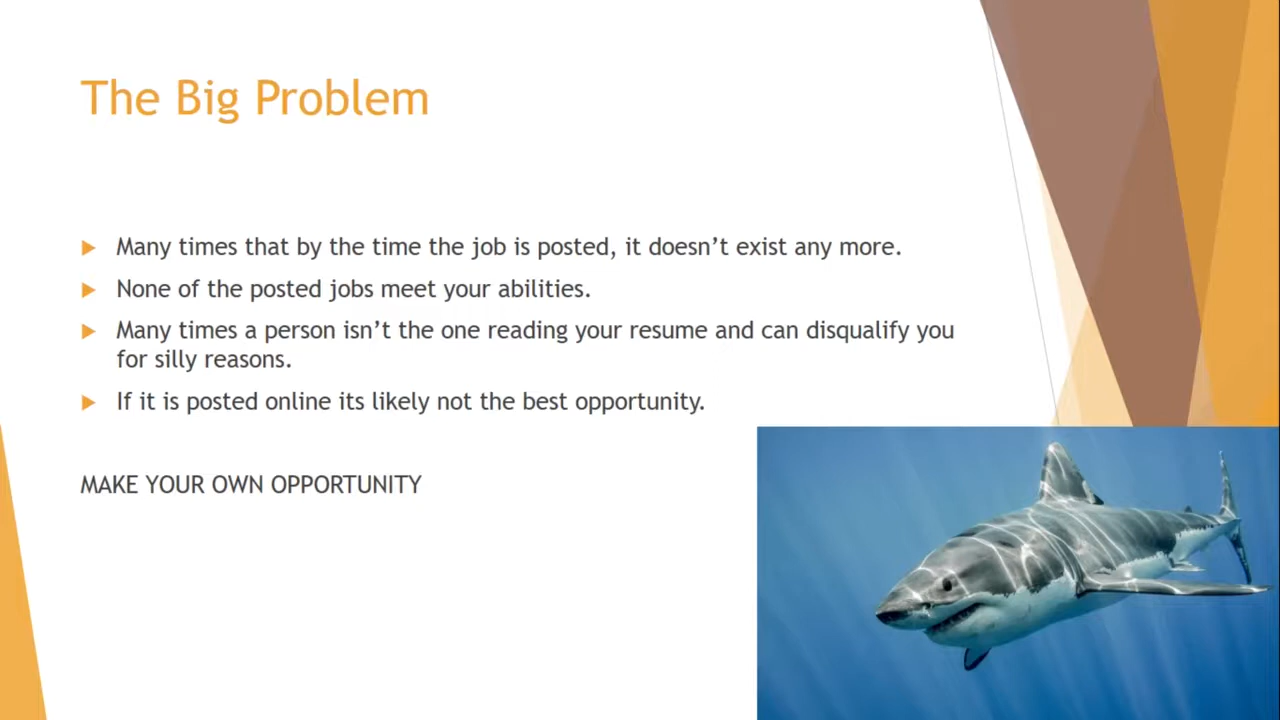 The Big Problem
Many times that by the time the job is posted, it doesn’t exist any more.
None of the posted jobs meet your abilities.
Many times a person isn’t the one reading your resume and can disqualify you
for silly reasons.
If it is posted online its likely not the best opportunity.
MAKE YOUR OWN OPPORTUNITY